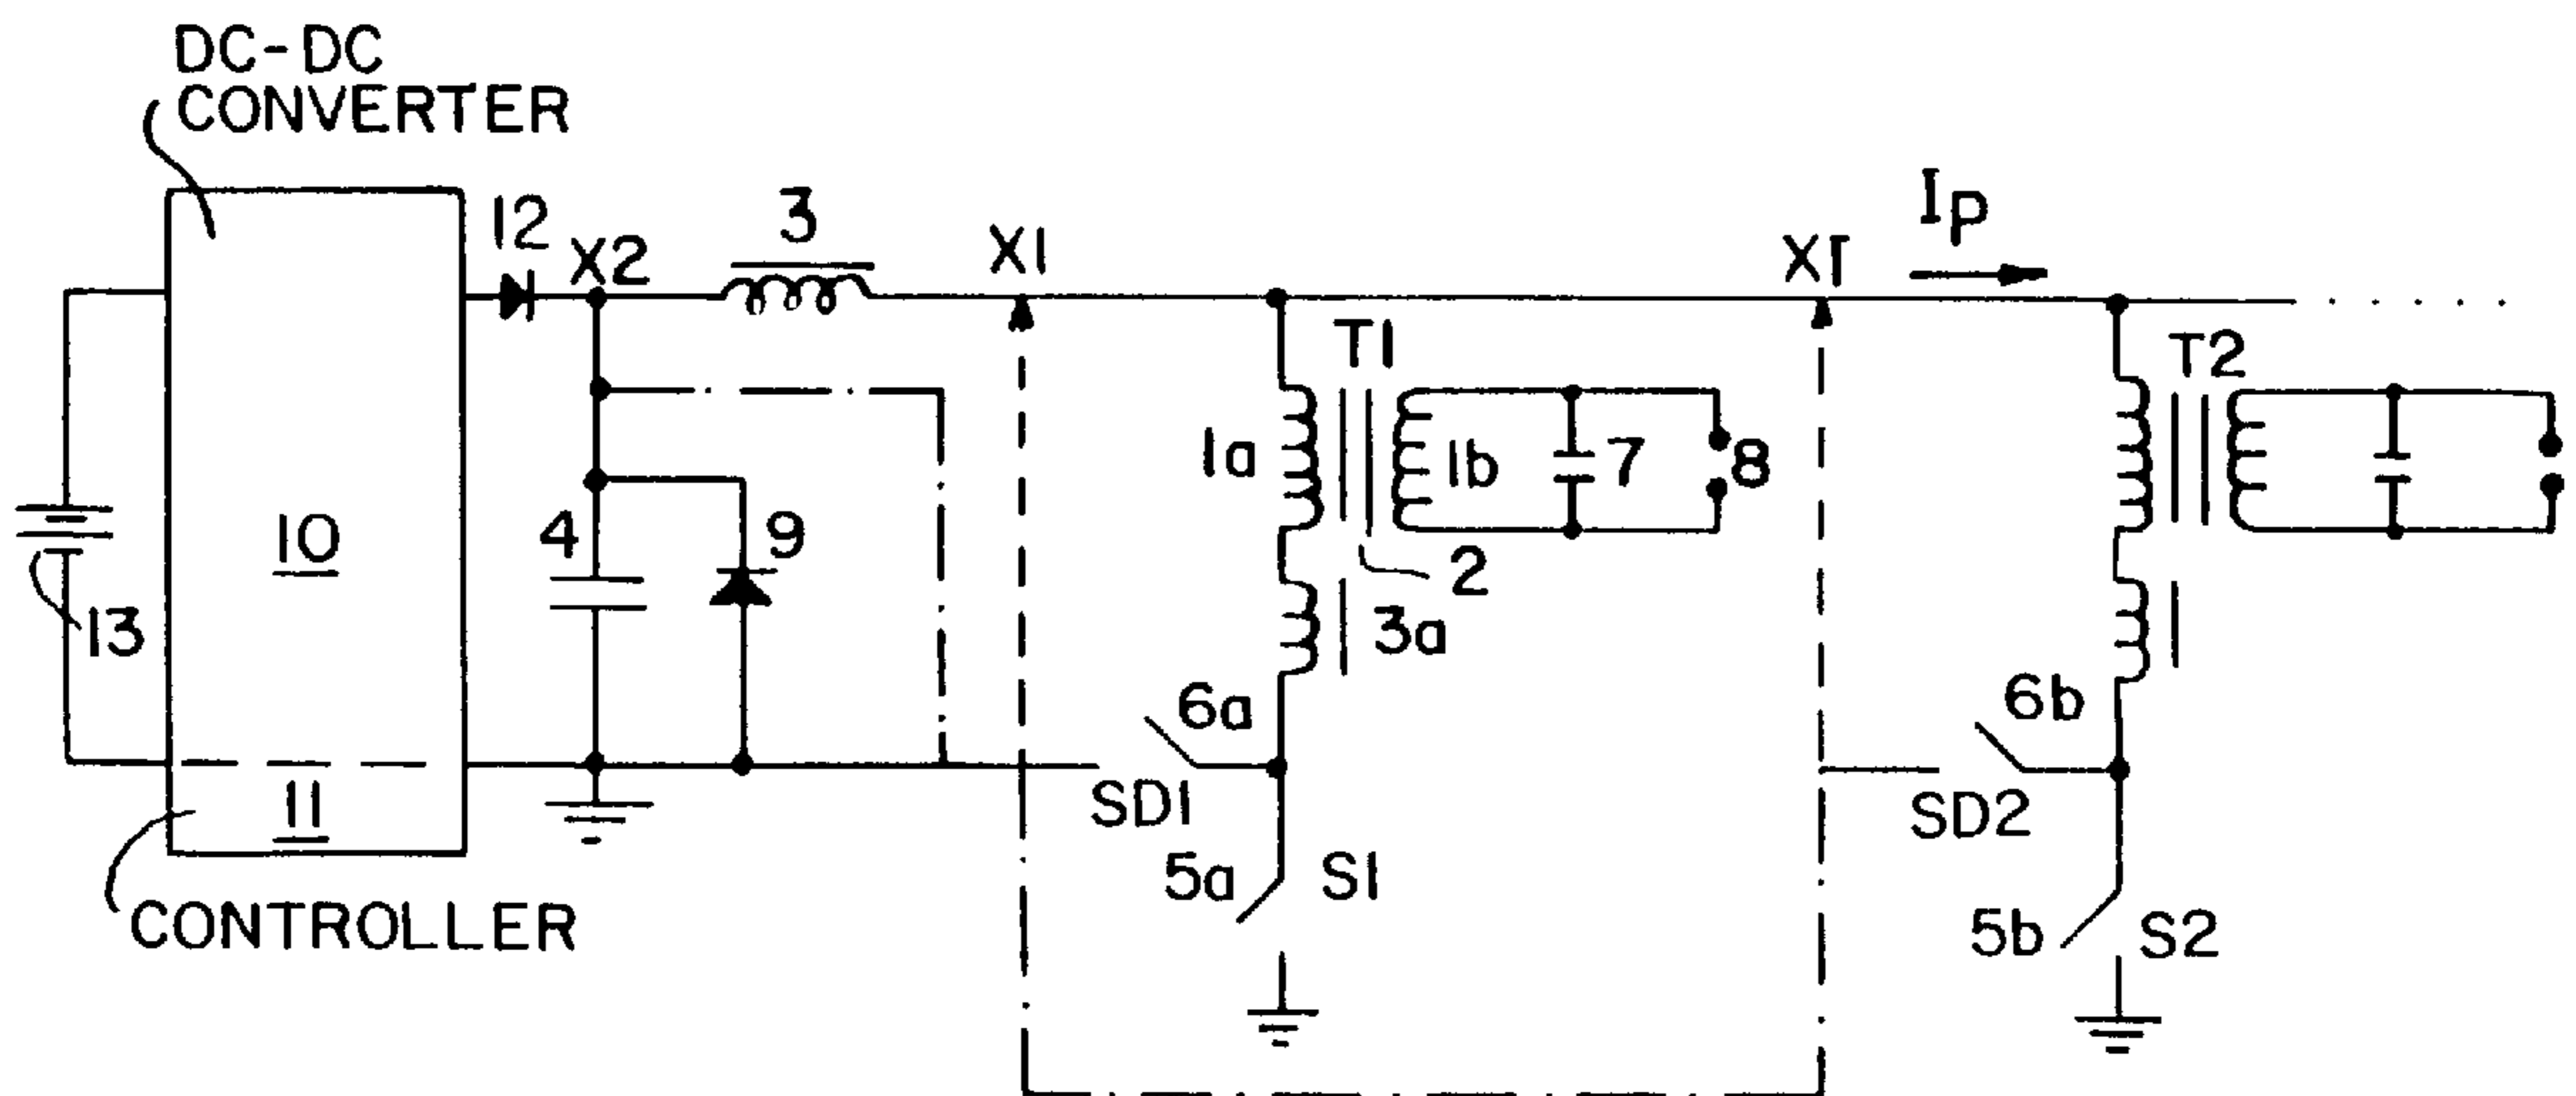 DC-DC
CONVERTER
12
X2
3
X1
X1
Ip
T1
T2
1a
1b
7
8
2
3a
10
4
9
13
6a
6b
11
SD1
SD2
5a
S1
5b
S2
CONTROLLER